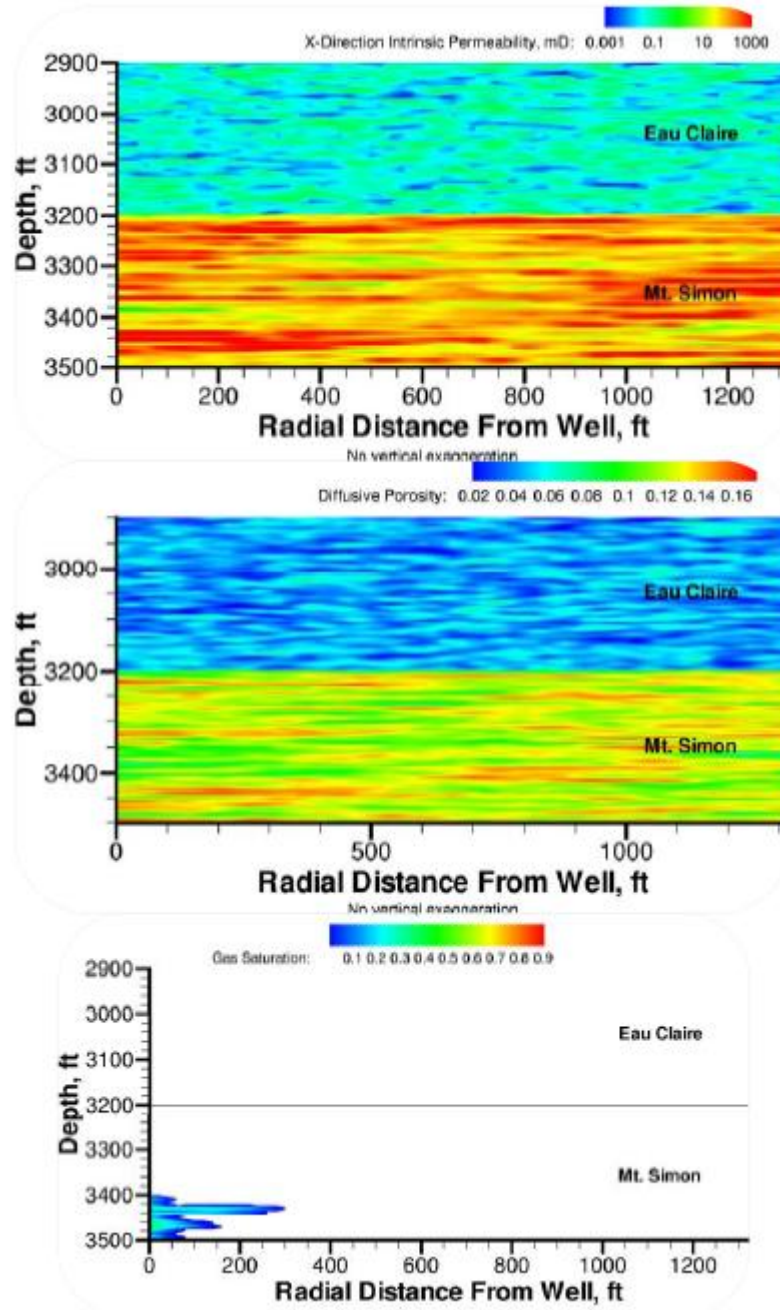 X-Direction Intrinsic Permeability, mD: 0.001 0.1 10 1000
2900
3000
Eau Claire
3100
3200
3300
Mt. Simon
3400
3500
Depth, ft
0 200 400 600 800 1000 1200
Radial Distance From Well, ft
No vertical exaggeration
Diffusive Porosity: 0.02 0.04 0.06 0.08 0.1 0.12 0.14 0.16
3000
Eau Claire
3200
Mt. Simon
3400
Depth, ft
0 500 1000
Radial Distance From Well, ft
No vertical exaggeration
Gas Saturation: 0.1 0.2 0.3 0.4 0.5 0.6 0.7 0.8 0.9
2900
3000
Eau Claire
3100
3200
3300
Mt. Simon
3400
3500
Depth, ft
0 200 400 600 800 1000 1200
Radial Distance From Well, ft